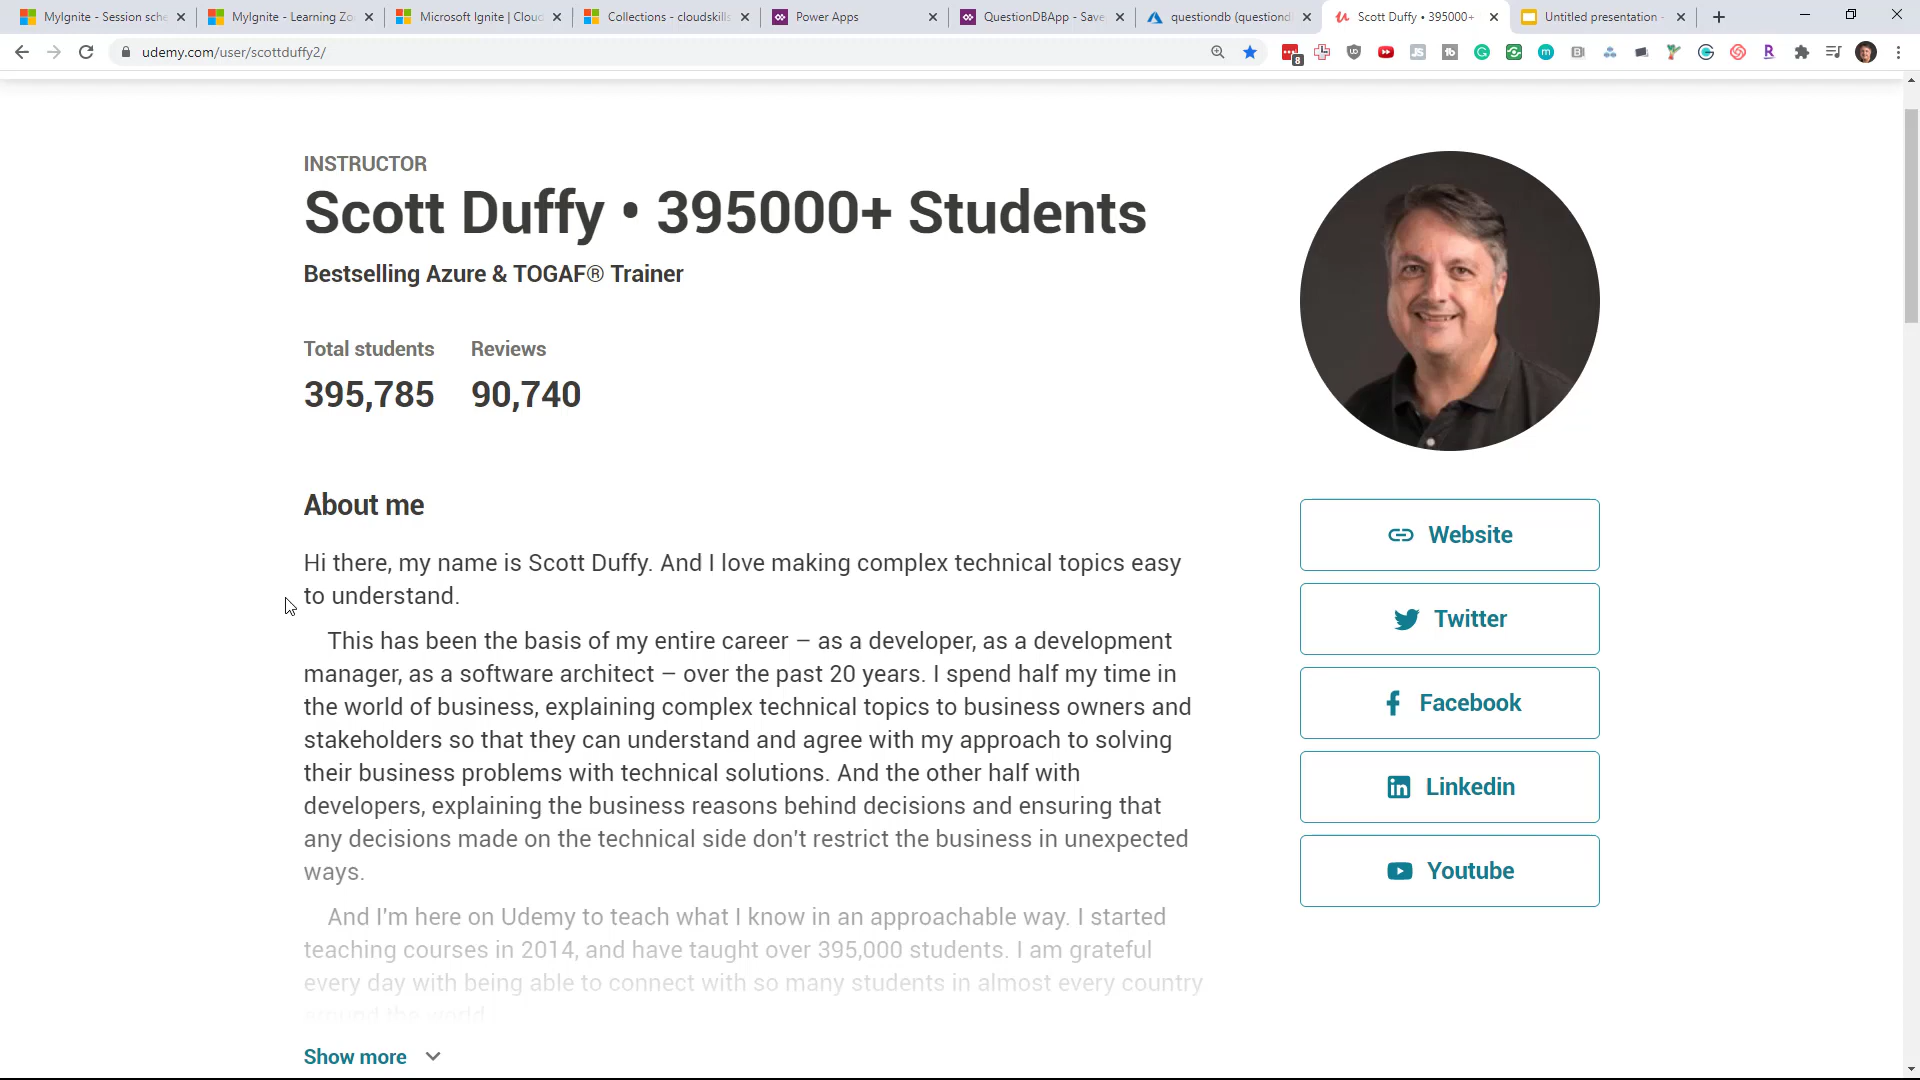 MyIgnite - Session sche
MyIgnite - Learning Zo
Microsoft Ignite | Cloud
Collections - cloudskills
Power Apps
QuestionDBApp - Save
questiondb (questiond
Scott Duffy • 395000+
Untitled presentation -
udemy.com/user/scottduffy2/
8
INSTRUCTOR
Scott Duffy • 395000+ Students
Bestselling Azure & TOGAF® Trainer
Total students Reviews
395,785 90,740
About me
Hi there, my name is Scott Duffy. And I love making complex technical topics easy
to understand.
This has been the basis of my entire career – as a developer, as a development
manager, as a software architect – over the past 20 years. I spend half my time in
the world of business, explaining complex technical topics to business owners and
stakeholders so that they can understand and agree with my approach to solving
their business problems with technical solutions. And the other half with
developers, explaining the business reasons behind decisions and ensuring that
any decisions made on the technical side don't restrict the business in unexpected
ways.
And I'm here on Udemy to teach what I know in an approachable way. I started
teaching courses in 2014, and have taught over 395,000 students. I am grateful
every day with being able to connect with so many students in almost every country
around the world.
Show more
Website
Twitter
Facebook
Linkedin
Youtube